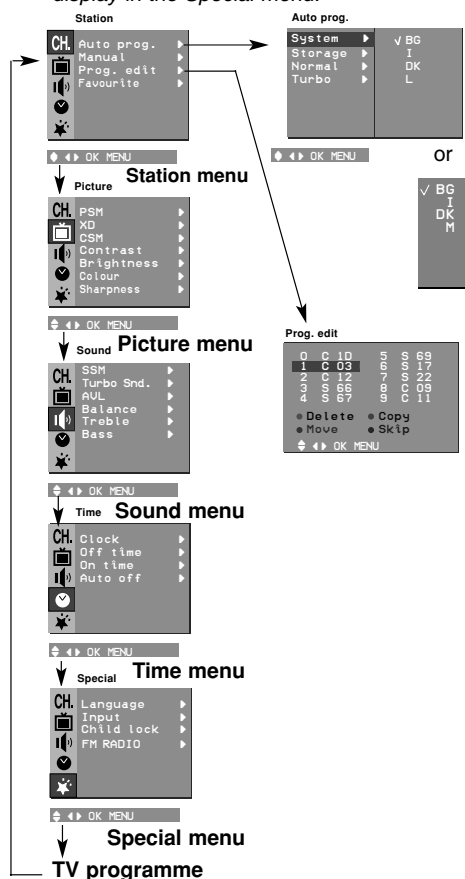 display in the Special menu.
Station
CH.
Auto prog.
Manual
Prog. edit
Favourite
OK MENU
Station menu
Auto prog.
System √ BG
Storage I
Normal DK
Turbo L
OK MENU
or
√ BG
I
DK
M
Picture
CH.
PSM
XD
CSM
Contrast
Brightness
Colour
Sharpness
OK MENU
Picture menu
Prog. edit
0 C 10 5 S 69
1 C 03 6 S 17
2 C 12 7 S 22
3 S 66 8 C 09
4 S 67 9 C 11
Delete Copy
Move Skip
OK MENU
Sound
CH.
SSM
Turbo Snd.
AVL
Balance
Treble
Bass
OK MENU
Sound menu
Time
CH.
Clock
Off time
On time
Auto off
OK MENU
Time menu
Special
CH.
Language
Input
Child lock
FM RADIO
OK MENU
Special menu
TV programme